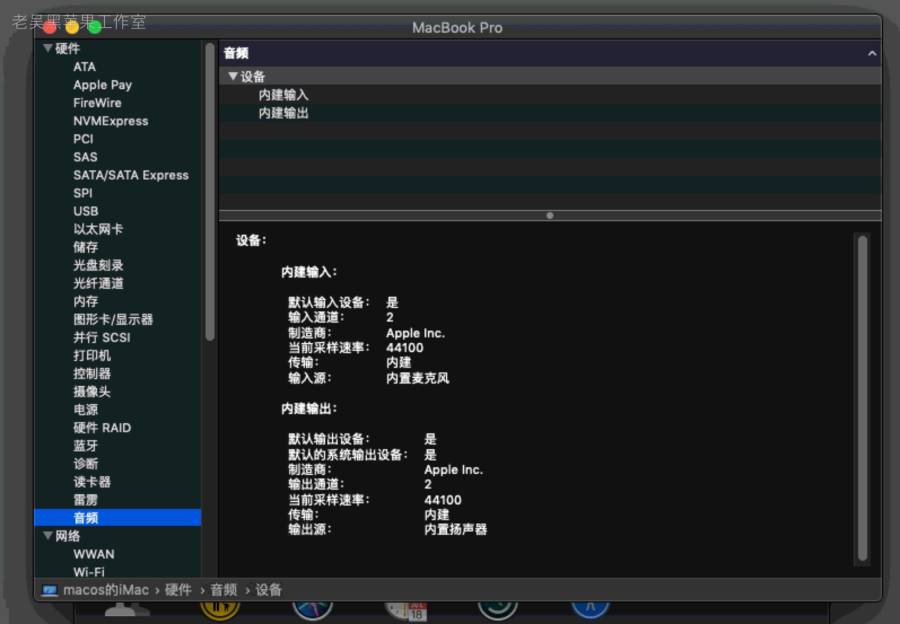 老吴黑苹果工作室
MacBook Pro
硬件
ATA
Apple Pay
FireWire
NVMExpress
PCI
SAS
SATA/SATA Express
SPI
USB
以太网卡
储存
光盘刻录
光纤通道
内存
图形卡/显示器
并行 SCSI
打印机
控制器
摄像头
电源
硬件 RAID
蓝牙
诊断
读卡器
雷雳
音频
网络
WWAN
Wi-Fi
音频
设备
内建输入
内建输出
设备:
内建输入:
默认输入设备: 是
输入通道: 2
制造商: Apple Inc.
当前采样速率: 44100
传输: 内建
输入源: 内置麦克风
内建输出:
默认输出设备: 是
默认的系统输出设备: 是
制造商: Apple Inc.
输出通道: 2
当前采样速率: 44100
传输: 内建
输出源: 内置扬声器
macos的iMac › 硬件 › 音频 › 设备
18